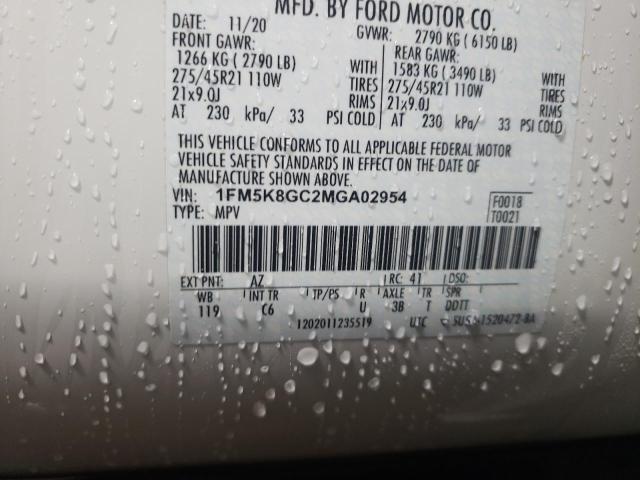 MFD. BY FORD MOTOR CO.
DATE: 11/20 GVWR: 2790 KG ( 6150 LB)
FRONT GAWR: REAR GAWR:
1266 KG ( 2790 LB) WITH 1583 KG ( 3490 LB) WITH
275/45R21 110W TIRES 275/45R21 110W TIRES
21x9.0J RIMS 21x9.0J RIMS
AT 230 kPa/ 33 PSI COLD AT 230 kPa/ 33 PSI COLD
THIS VEHICLE CONFORMS TO ALL APPLICABLE FEDERAL MOTOR
VEHICLE SAFETY STANDARDS IN EFFECT ON THE DATE OF
MANUFACTURE SHOWN ABOVE.
VIN: 1FM5K8GC2MGA02954 F0018
TYPE: MPV T0021
EXT PNT: AZ RC: 41 DSO:
WB INT TR TP/PS R AXLE TR SPR
119 C6 U 3B T DDTT
12020112355T9 UTC